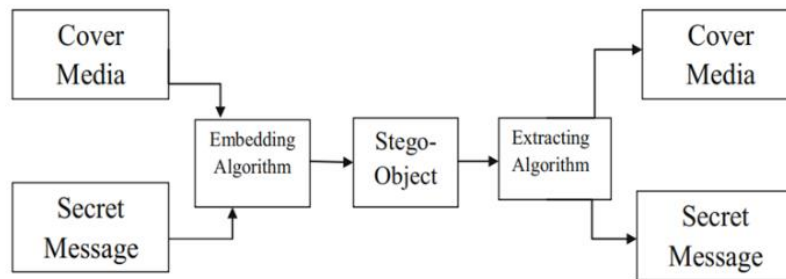 Cover
Media
Secret
Message
Embedding
Algorithm
Stego-
Object
Extracting
Algorithm
Cover
Media
Secret
Message